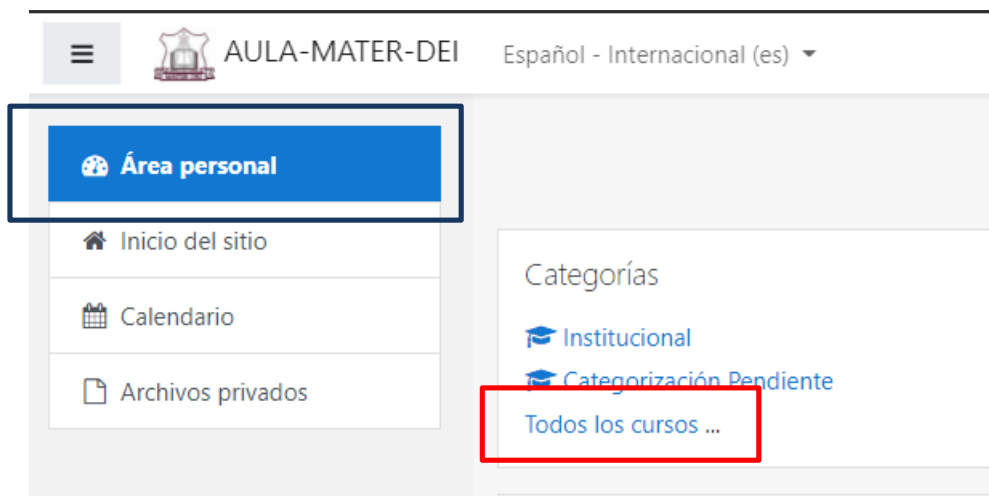 AULA-MATER-DEI
Español - Internacional (es)
Área personal
Inicio del sitio
Calendario
Archivos privados
Categorías
Institucional
Categorización Pendiente
Todos los cursos ...